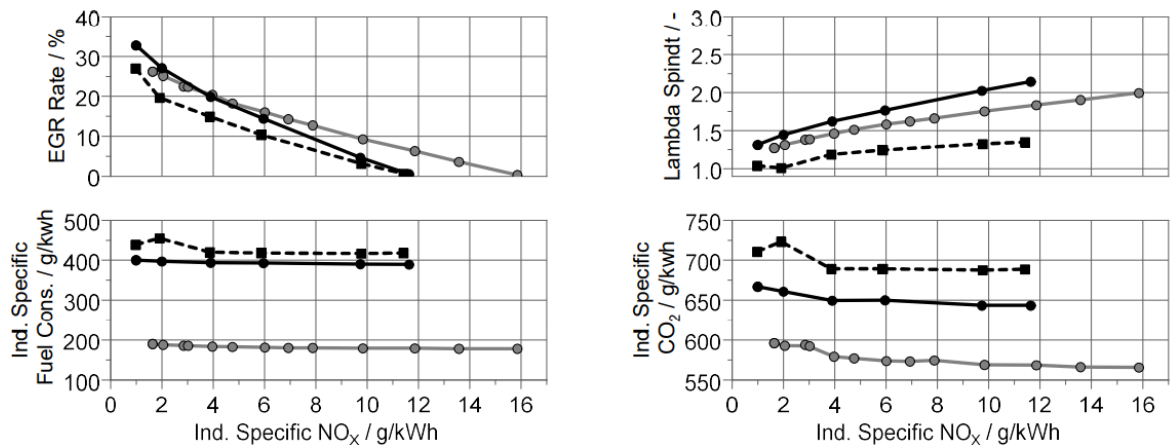 EGR Rate / %
40
30
20
10
0
Lambda Spindt / -
3.0
2.5
2.0
1.5
1.0
Ind. Specific
Fuel Cons. / g/kwh
500
400
300
200
100
0 2 4 6 8 10 12 14 16
Ind. Specific NOX / g/kWh
Ind. Specific
CO2 / g/kwh
750
700
650
600
550
0 2 4 6 8 10 12 14 16
Ind. Specific NOX / g/kWh